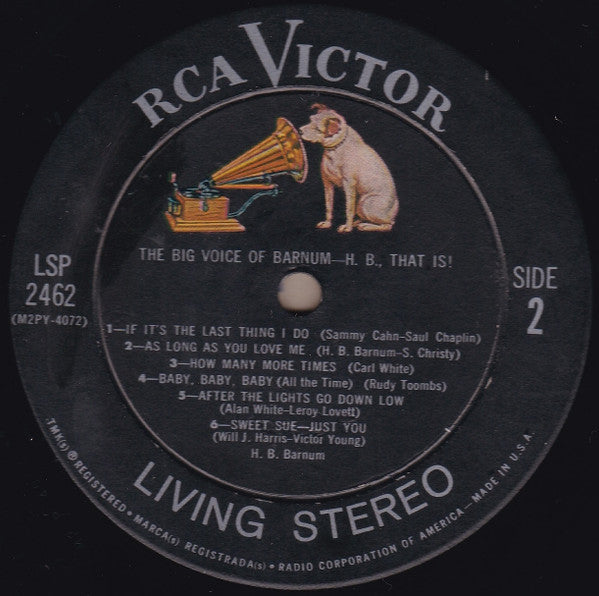 RCA VICTOR
THE BIG VOICE OF BARNUM—H. B., THAT IS!
LSP
2462
(M2PY-4072)
SIDE
2
1—IF IT'S THE LAST THING I DO (Sammy Cahn-Saul Chaplin)
2—AS LONG AS YOU LOVE ME (H. B. Barnum-S. Christy)
3—HOW MANY MORE TIMES (Carl White)
4—BABY, BABY, BABY (All the Time) (Rudy Toombs)
5—AFTER THE LIGHTS GO DOWN LOW
(Alan White-Leroy Lovett)
6—SWEET SUE—JUST YOU
(Will J. Harris-Victor Young)
H. B. Barnum
LIVING STEREO
TMK(s) ® REGISTERED • MARCA(s) REGISTRADA(s) • RADIO CORPORATION OF AMERICA—MADE IN U.S.A.